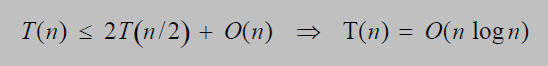 T(n) ≤ 2T(n/2) + O(n) ⇒ T(n) = O(n log n)